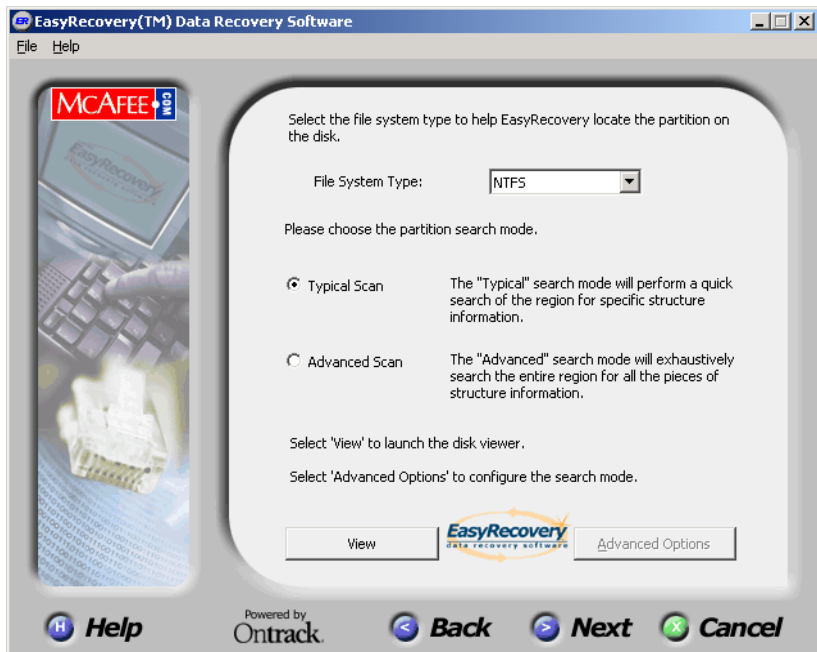 EasyRecovery(TM) Data Recovery Software
File Help
McAFEE.COM
EasyRecovery
Select the file system type to help EasyRecovery locate the partition on
the disk.
File System Type:
NTFS
Please choose the partition search mode.
Typical Scan
The "Typical" search mode will perform a quick
search of the region for specific structure
information.
Advanced Scan
The "Advanced" search mode will exhaustively
search the entire region for all the pieces of
structure information.
Select 'View' to launch the disk viewer.
Select 'Advanced Options' to configure the search mode.
View
EasyRecovery
data recovery software
Advanced Options
Help
Powered by
Ontrack.
Back
Next
Cancel